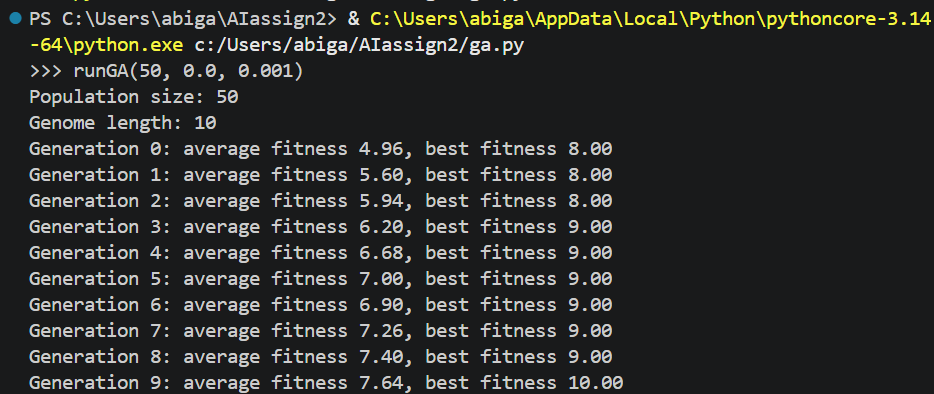 PS C:\Users\abiga\AIassign2> & C:\Users\abiga\AppData\Local\Python\pythoncore-3.14
-64\python.exe c:/Users/abiga/AIassign2/ga.py
>>> runGA(50, 0.0, 0.001)
Population size: 50
Genome length: 10
Generation 0: average fitness 4.96, best fitness 8.00
Generation 1: average fitness 5.60, best fitness 8.00
Generation 2: average fitness 5.94, best fitness 8.00
Generation 3: average fitness 6.20, best fitness 9.00
Generation 4: average fitness 6.68, best fitness 9.00
Generation 5: average fitness 7.00, best fitness 9.00
Generation 6: average fitness 6.90, best fitness 9.00
Generation 7: average fitness 7.26, best fitness 9.00
Generation 8: average fitness 7.40, best fitness 9.00
Generation 9: average fitness 7.64, best fitness 10.00